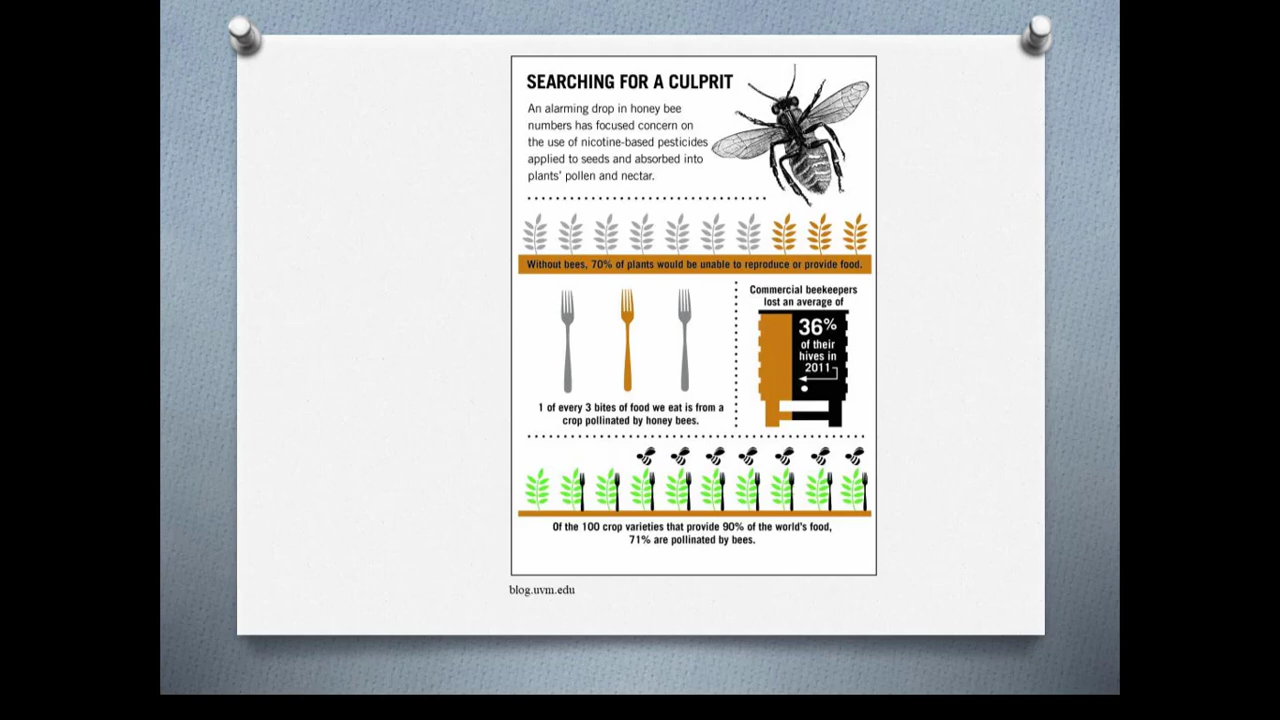 SEARCHING FOR A CULPRIT
An alarming drop in honey bee
numbers has focused concern on
the use of nicotine-based pesticides
applied to seeds and absorbed into
plants' pollen and nectar.
Without bees, 70% of plants would be unable to reproduce or provide food.
Commercial beekeepers
lost an average of
36%
of their
hives in
2011
1 of every 3 bites of food we eat is from a
crop pollinated by honey bees.
Of the 100 crop varieties that provide 90% of the world's food,
71% are pollinated by bees.
blog.uvm.edu